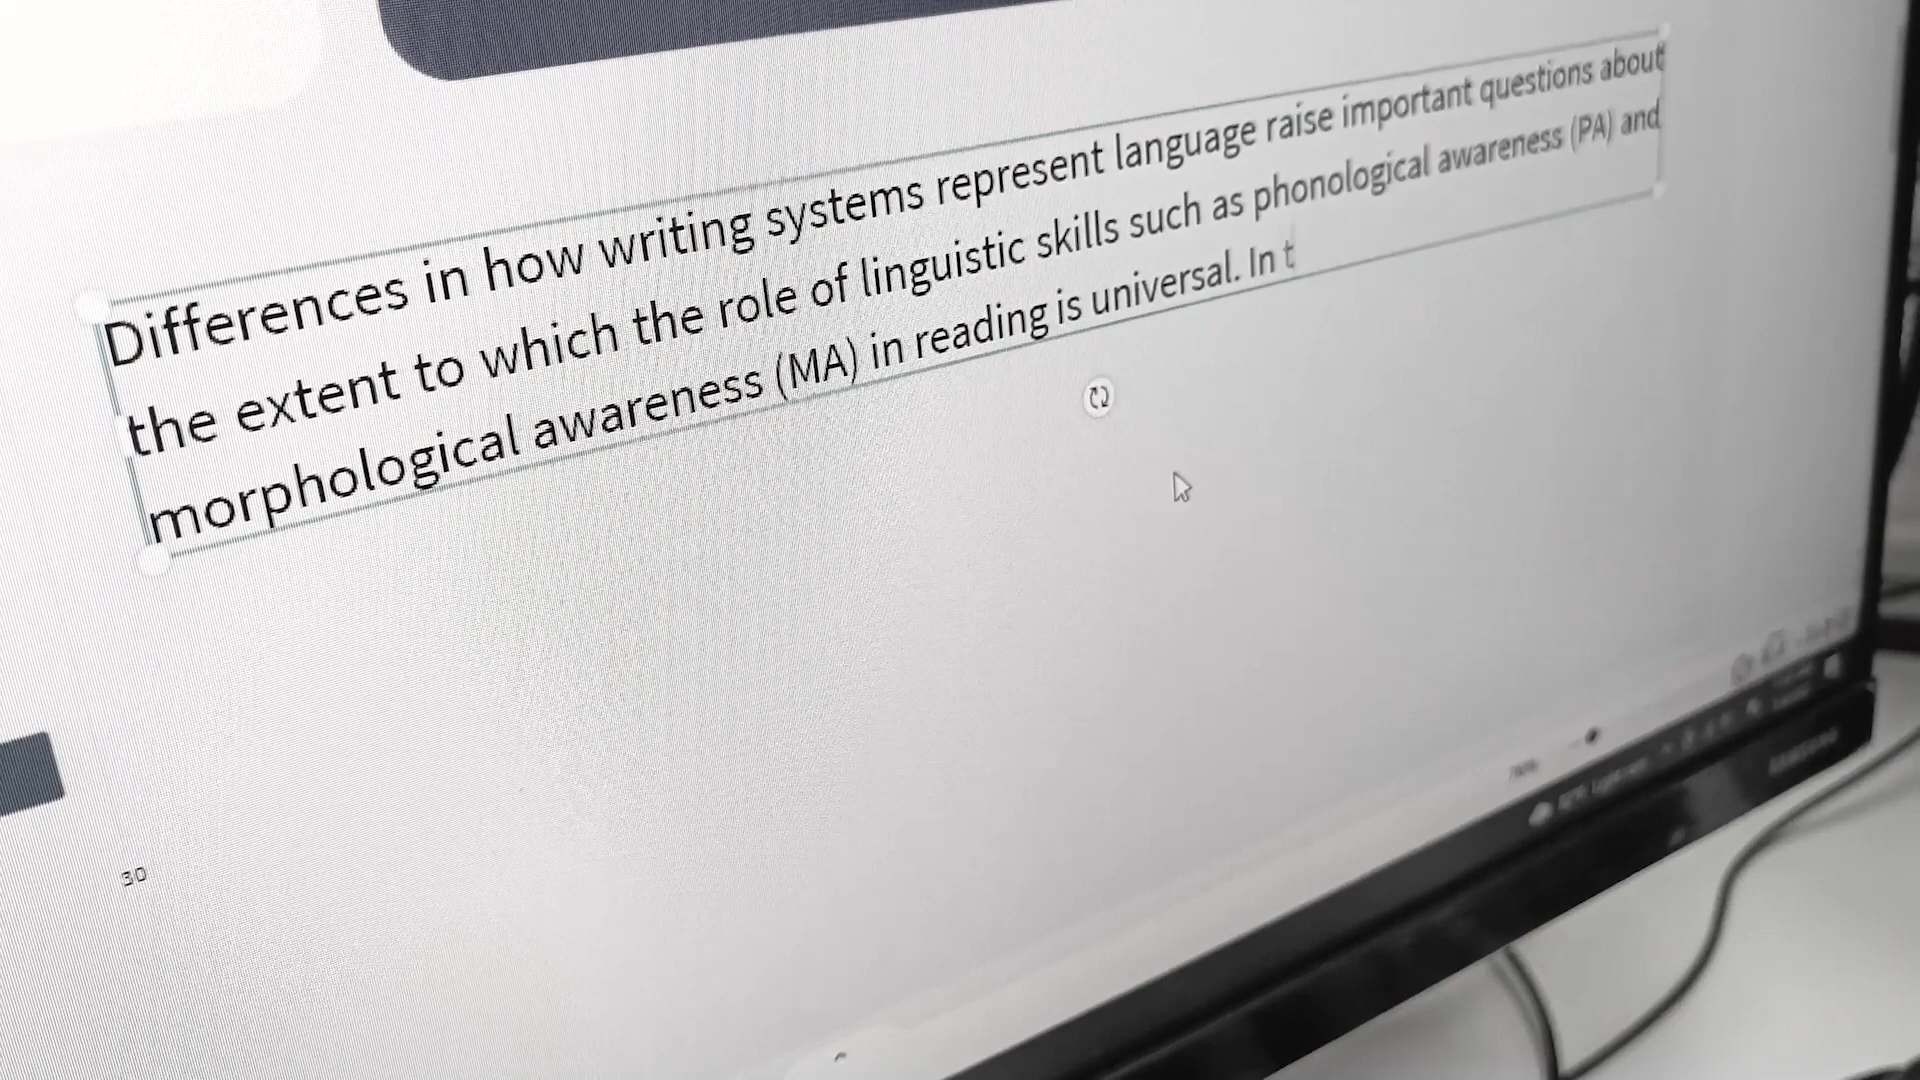 Differences in how writing systems represent language raise important questions about
the extent to which the role of linguistic skills such as phonological awareness (PA) and
morphological awareness (MA) in reading is universal. In t
30